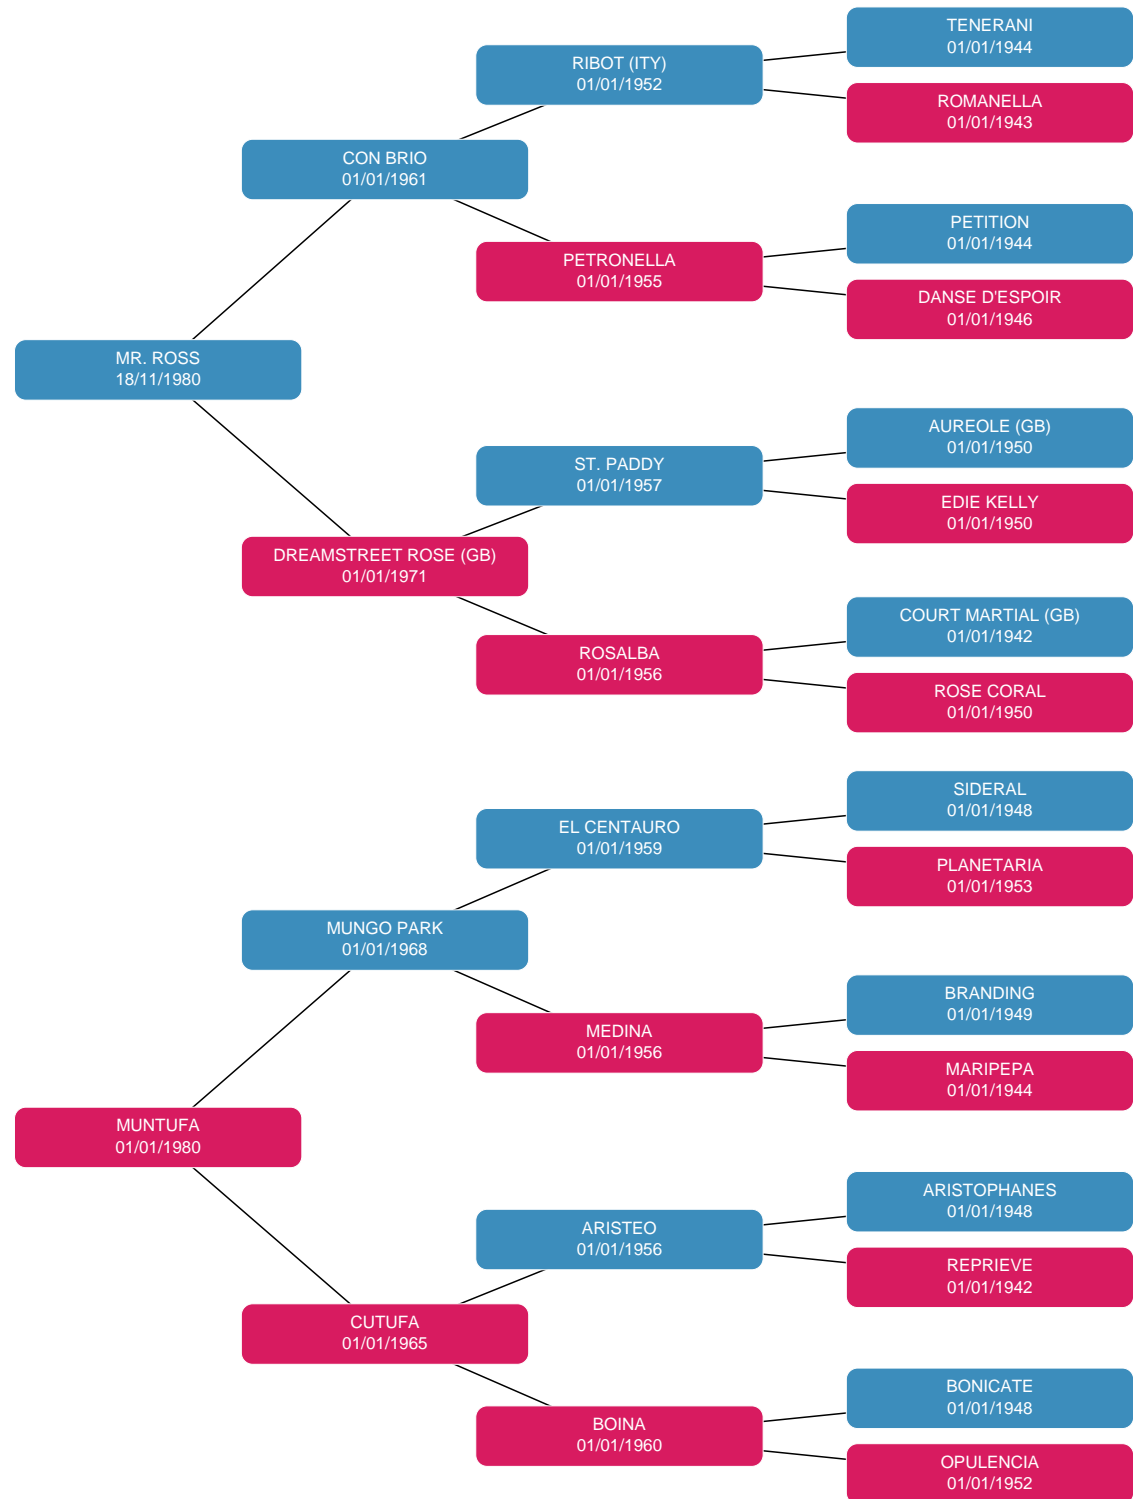 TENERANI
01/01/1944
RIBOT (ITY)
01/01/1952
ROMANELLA
01/01/1943
CON BRIO
01/01/1961
PETITION
01/01/1944
PETRONELLA
01/01/1955
DANSE D'ESPOIR
01/01/1946
MR. ROSS
18/11/1980
AUREOLE (GB)
01/01/1950
ST. PADDY
01/01/1957
EDIE KELLY
01/01/1950
DREAMSTREET ROSE (GB)
01/01/1971
COURT MARTIAL (GB)
01/01/1942
ROSALBA
01/01/1956
ROSE CORAL
01/01/1950
SIDERAL
01/01/1948
EL CENTAURO
01/01/1959
PLANETARIA
01/01/1953
MUNGO PARK
01/01/1968
BRANDING
01/01/1949
MEDINA
01/01/1956
MARIPEPA
01/01/1944
MUNTUFA
01/01/1980
ARISTOPHANES
01/01/1948
ARISTEO
01/01/1956
REPRIEVE
01/01/1942
CUTUFA
01/01/1965
BONICATE
01/01/1948
BOINA
01/01/1960
OPULENCIA
01/01/1952